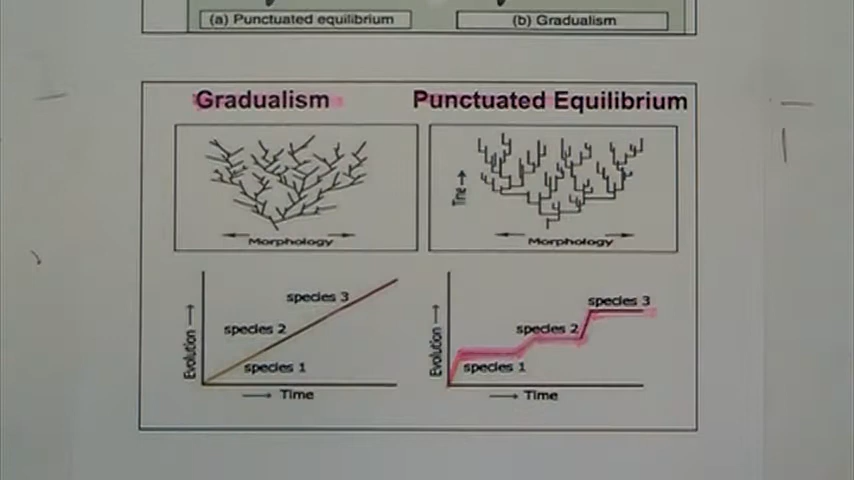 (a) Punctuated equilibrium
(b) Gradualism
Gradualism
Punctuated Equilibrium
Morphology
Time
Morphology
Evolution
species 1
species 2
species 3
Time
Evolution
species 1
species 2
species 3
Time